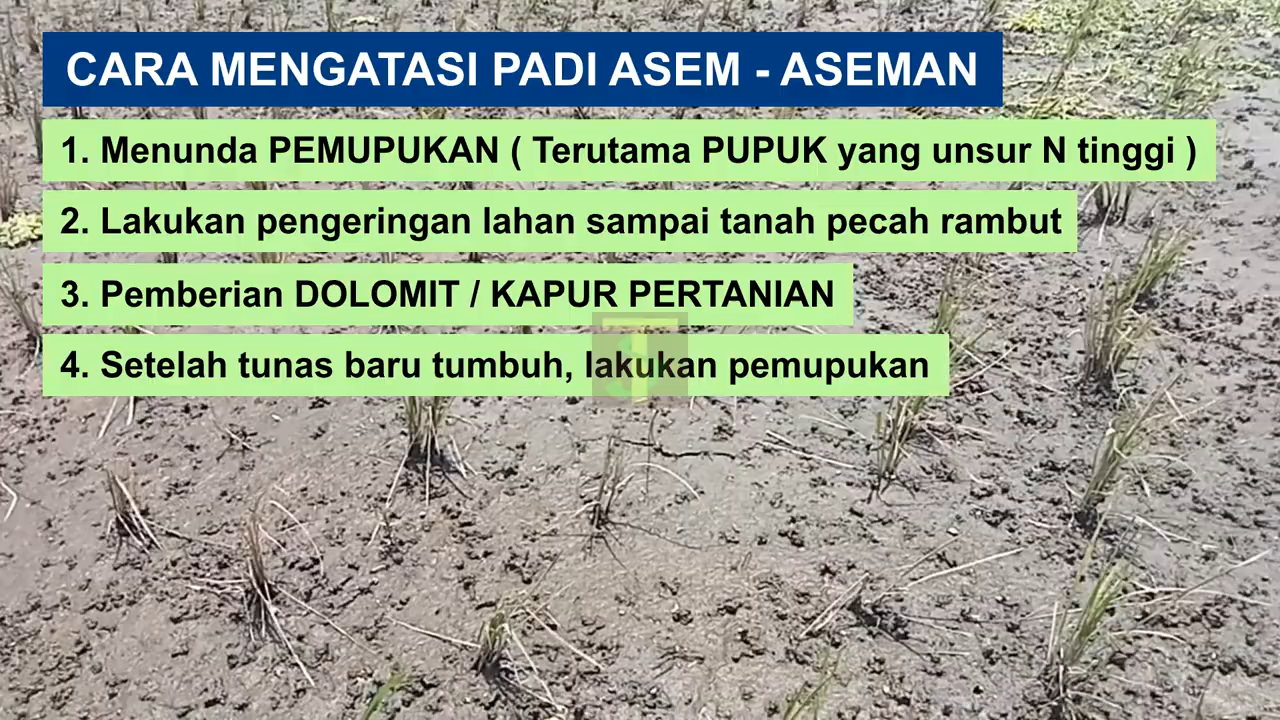 CARA MENGATASI PADI ASEM - ASEMAN
1. Menunda PEMUPUKAN ( Terutama PUPUK yang unsur N tinggi )
2. Lakukan pengeringan lahan sampai tanah pecah rambut
3. Pemberian DOLOMIT / KAPUR PERTANIAN
4. Setelah tunas baru tumbuh, lakukan pemupukan